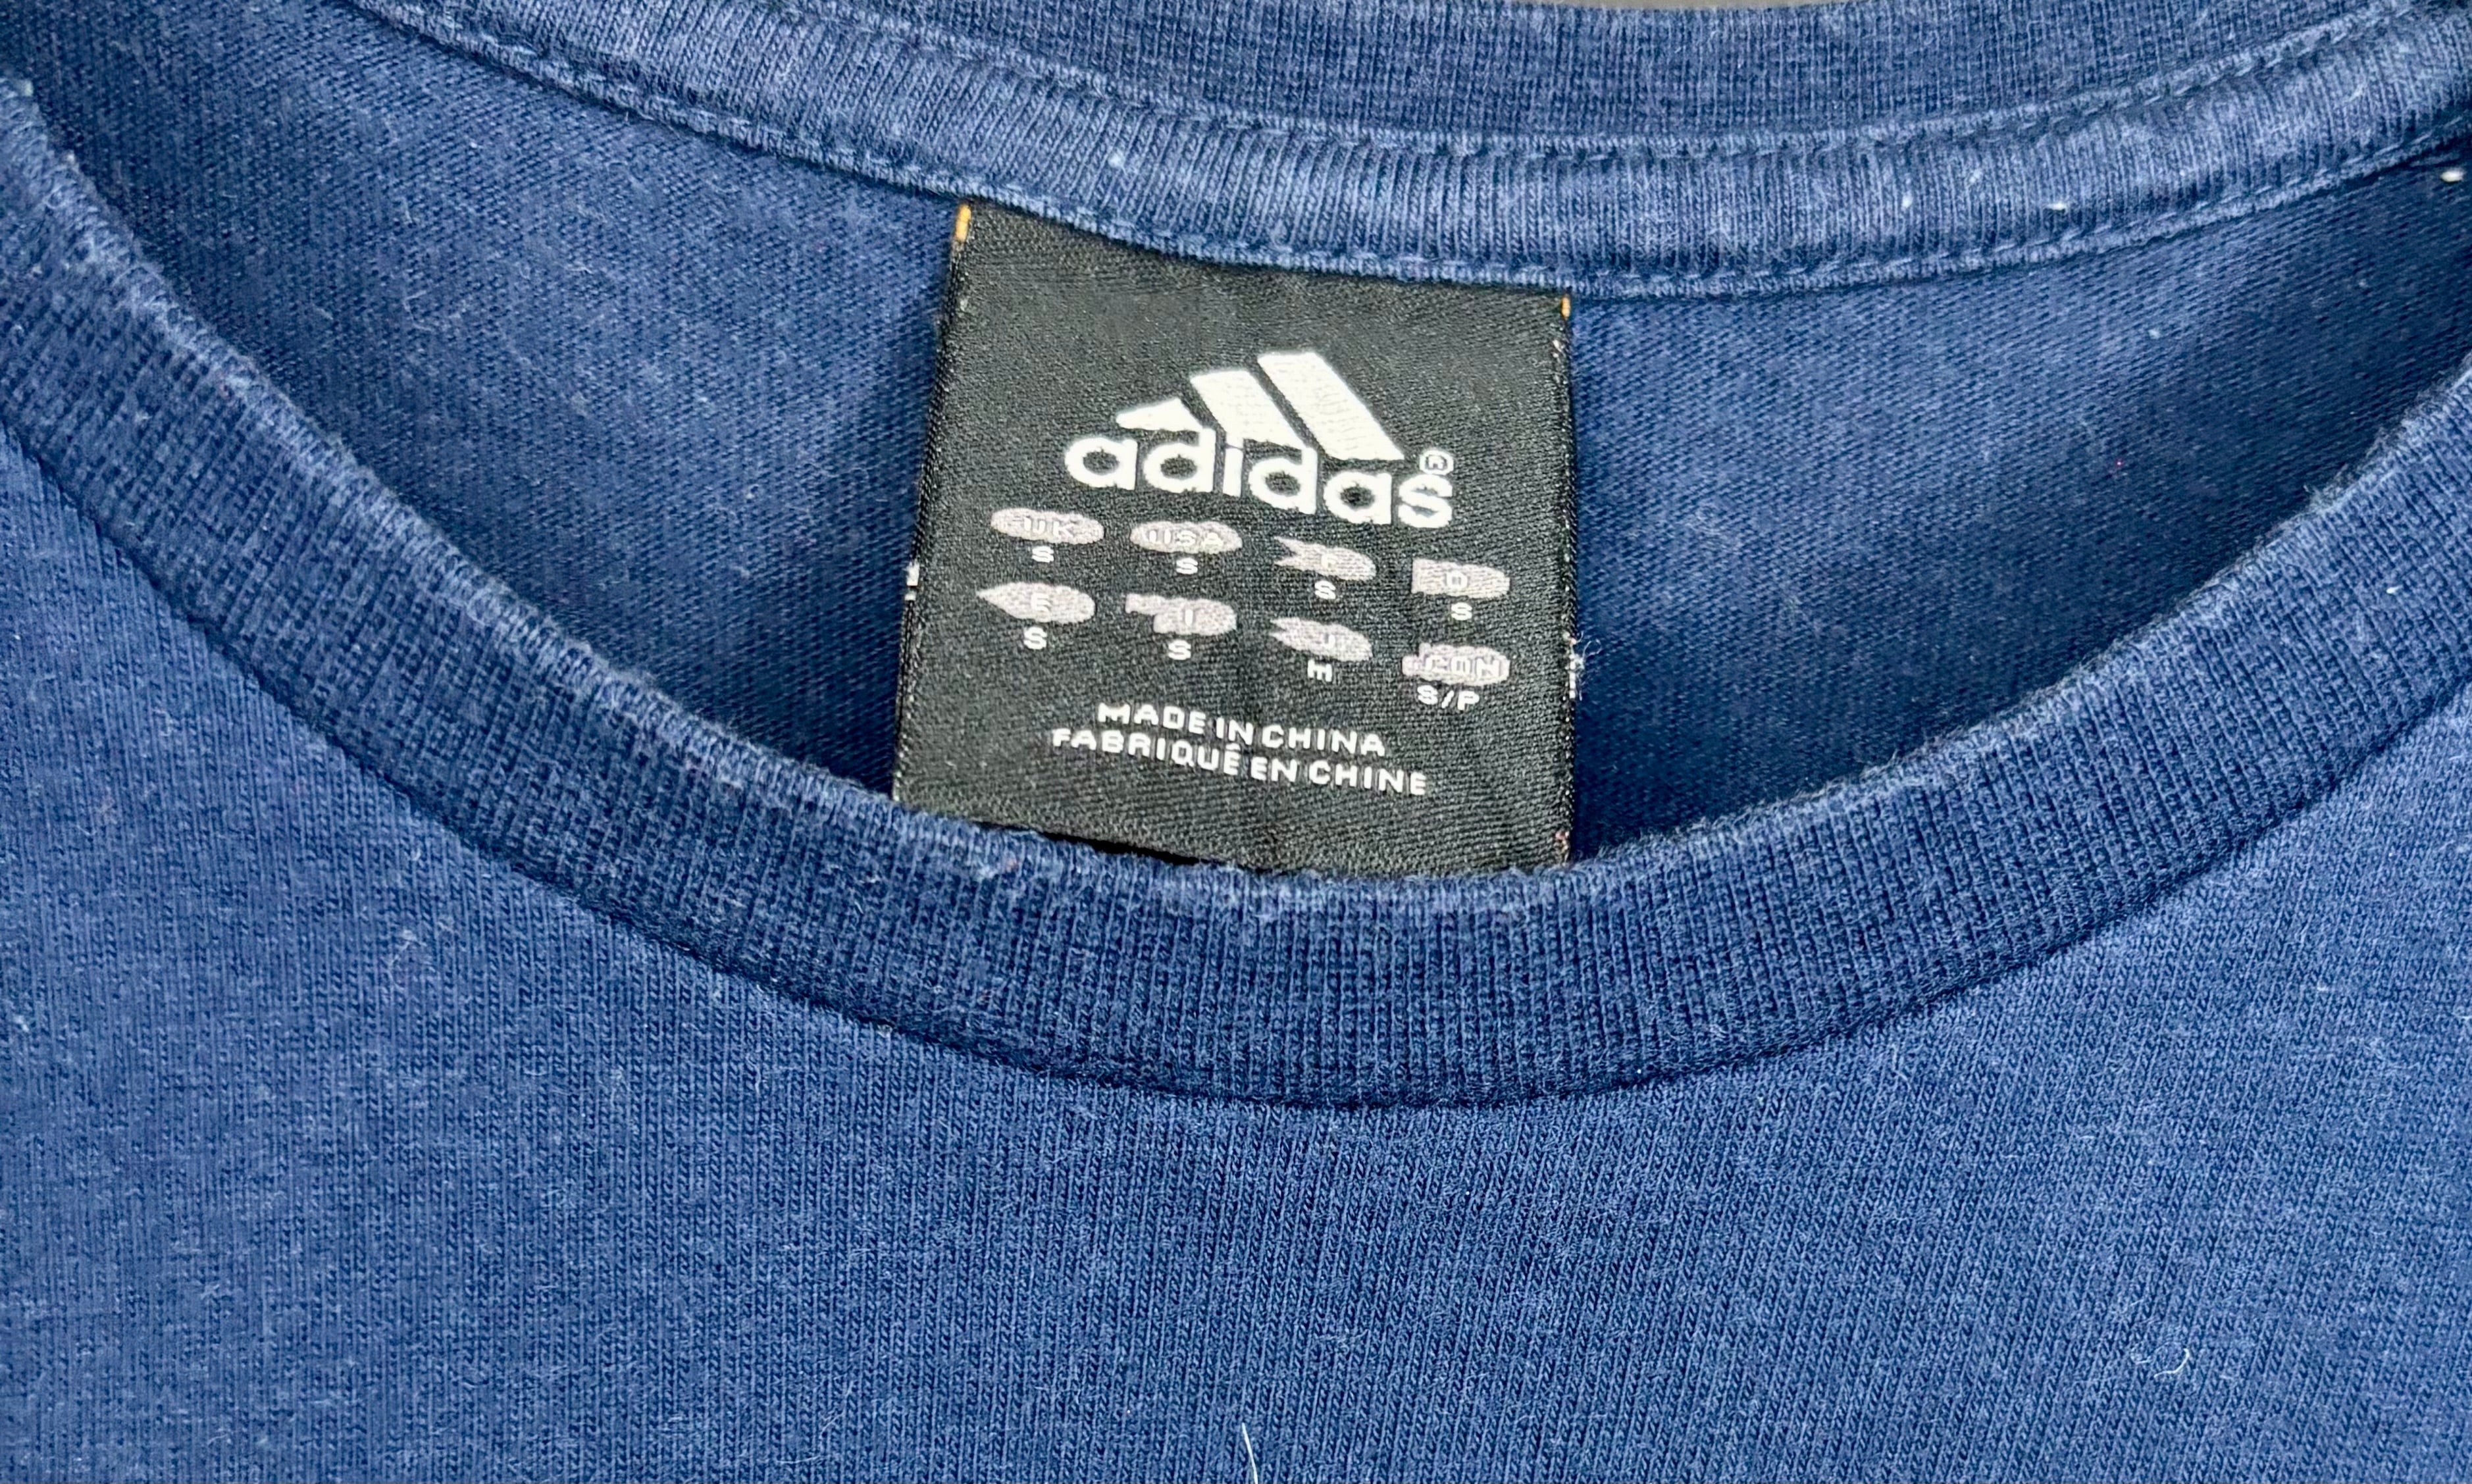 adidas®
UK USA F D
S S S S
E I J CDN
S S M S/P
MADE IN CHINA
FABRIQUÉ EN CHINE